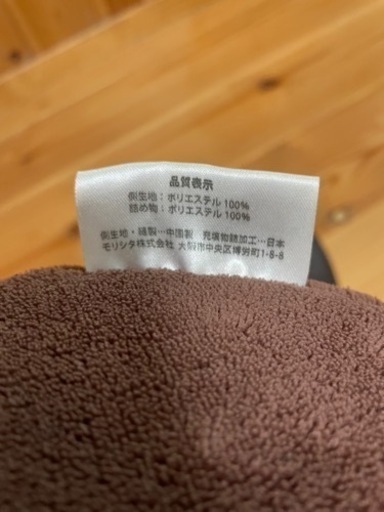 品質表示
側生地：ポリエステル 100%
詰め物：ポリエステル 100%
側生地・縫製…中国製 充填物詰加工…日本
モリシタ株式会社 大阪市中央区博労町1-8-8